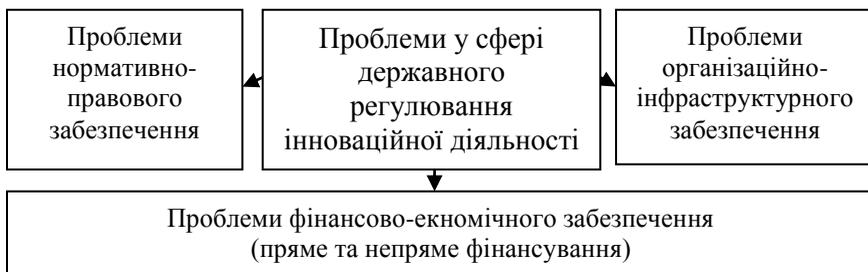 Проблеми
нормативно-
правового
забезпечення
Проблеми у сфері
державного
регулювання
інноваційної діяльності
Проблеми
організаційно-
інфраструктурного
забезпечення
Проблеми фінансово-екномічного забезпечення
(пряме та непряме фінансування)